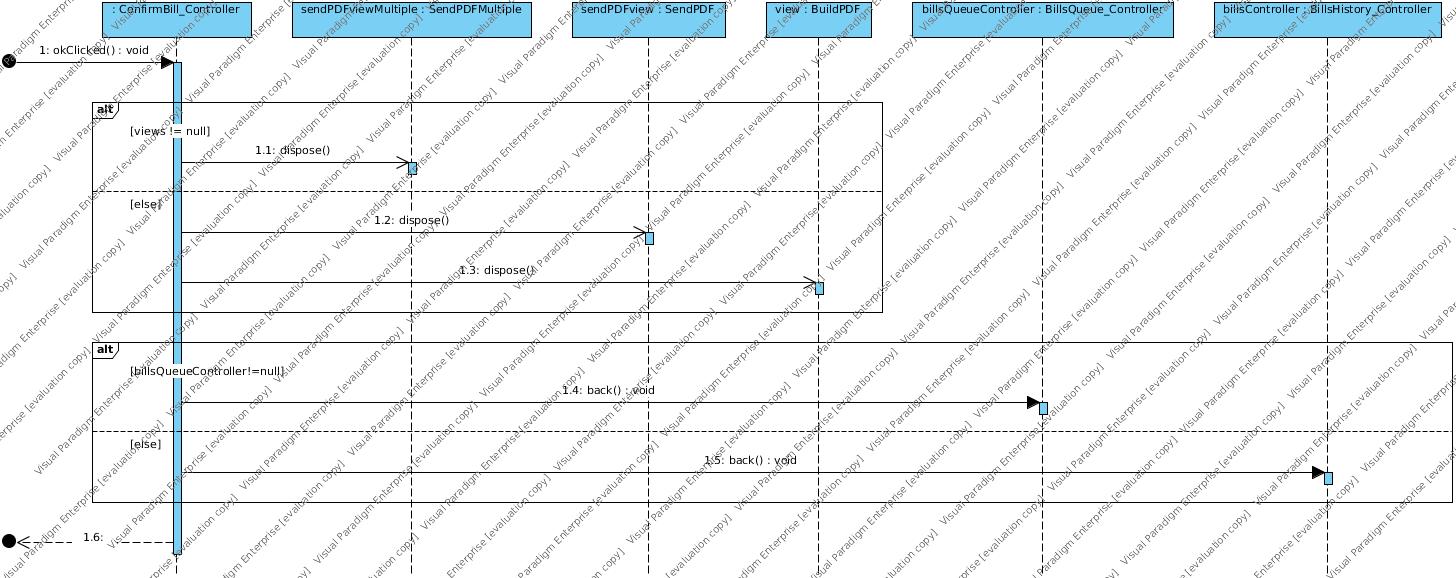 : ConfirmBill_Controller
sendPDFviewMultiple : SendPDFMultiple
sendPDFview : SendPDF
view : BuildPDF
billsQueueController : BillsQueue_Controller
billsController : BillsHistory_Controller
1: okClicked() : void
alt
[views != null]
1.1: dispose()
[else]
1.2: dispose()
1.3: dispose()
alt
[billsQueueController!=null]
1.4: back() : void
[else]
1.5: back() : void
1.6:
Visual Paradigm Enterprise [evaluation copy]